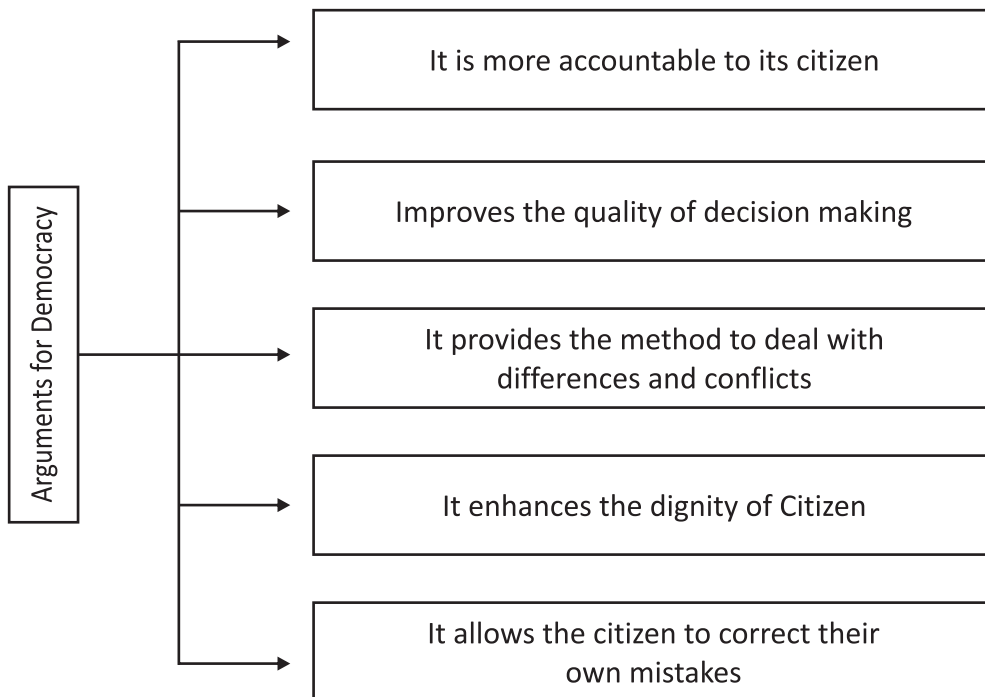 Arguments for Democracy
It is more accountable to its citizen
Improves the quality of decision making
It provides the method to deal with
differences and conflicts
It enhances the dignity of Citizen
It allows the citizen to correct their
own mistakes